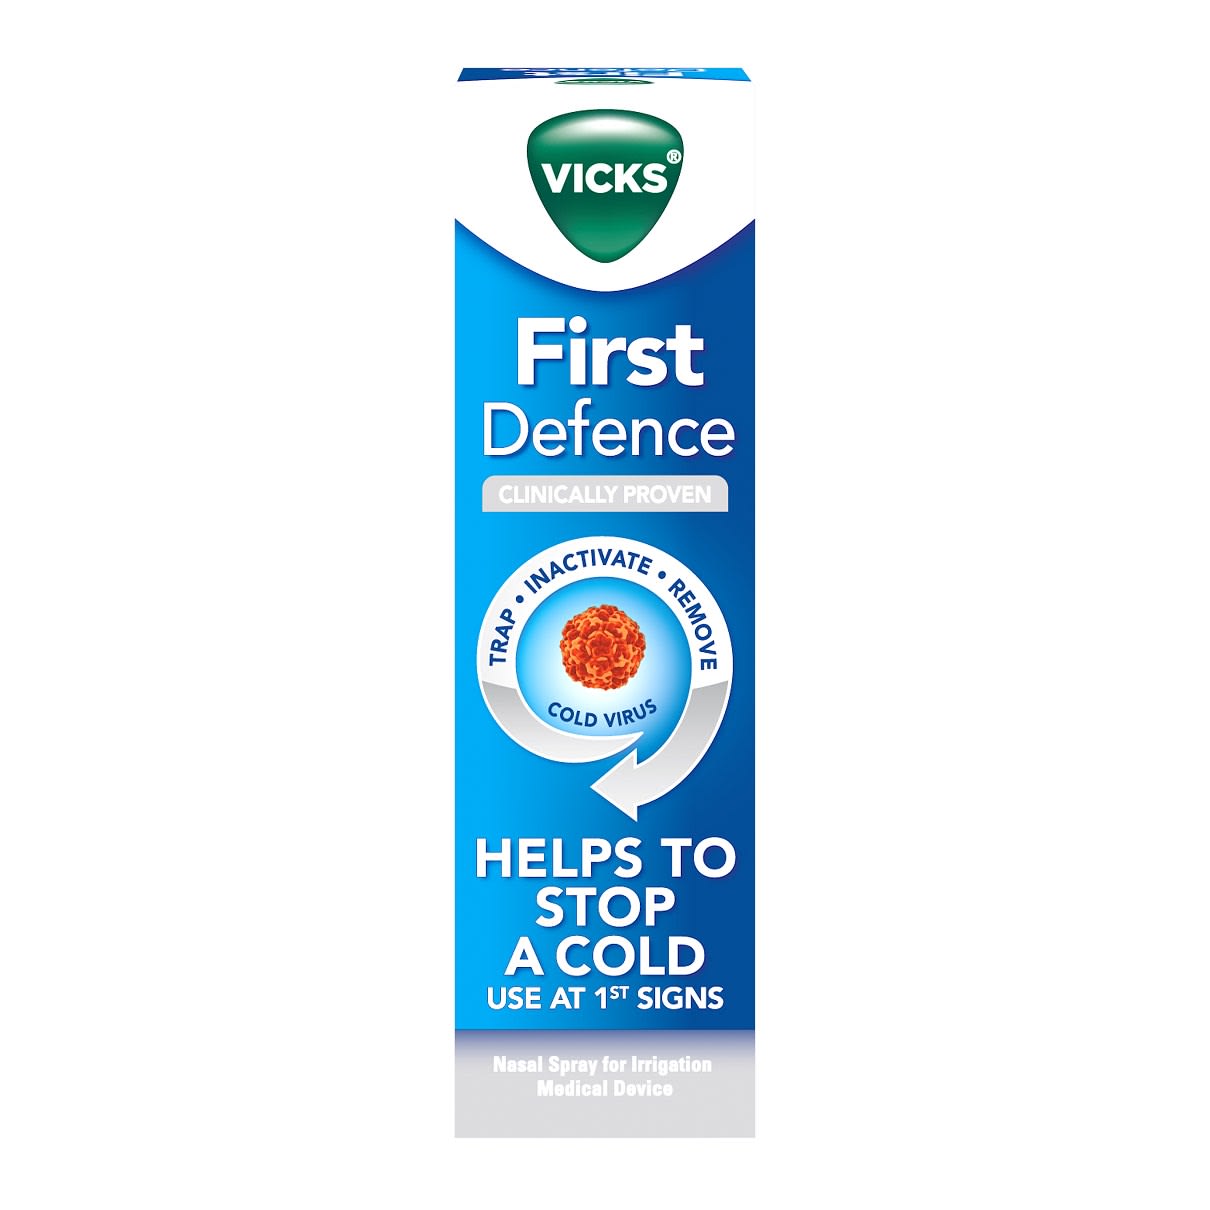 VICKS®
First
Defence
CLINICALLY PROVEN
TRAP • INACTIVATE • REMOVE
COLD VIRUS
HELPS TO
STOP
A COLD
USE AT 1ST SIGNS
Nasal Spray for Irrigation
Medical Device